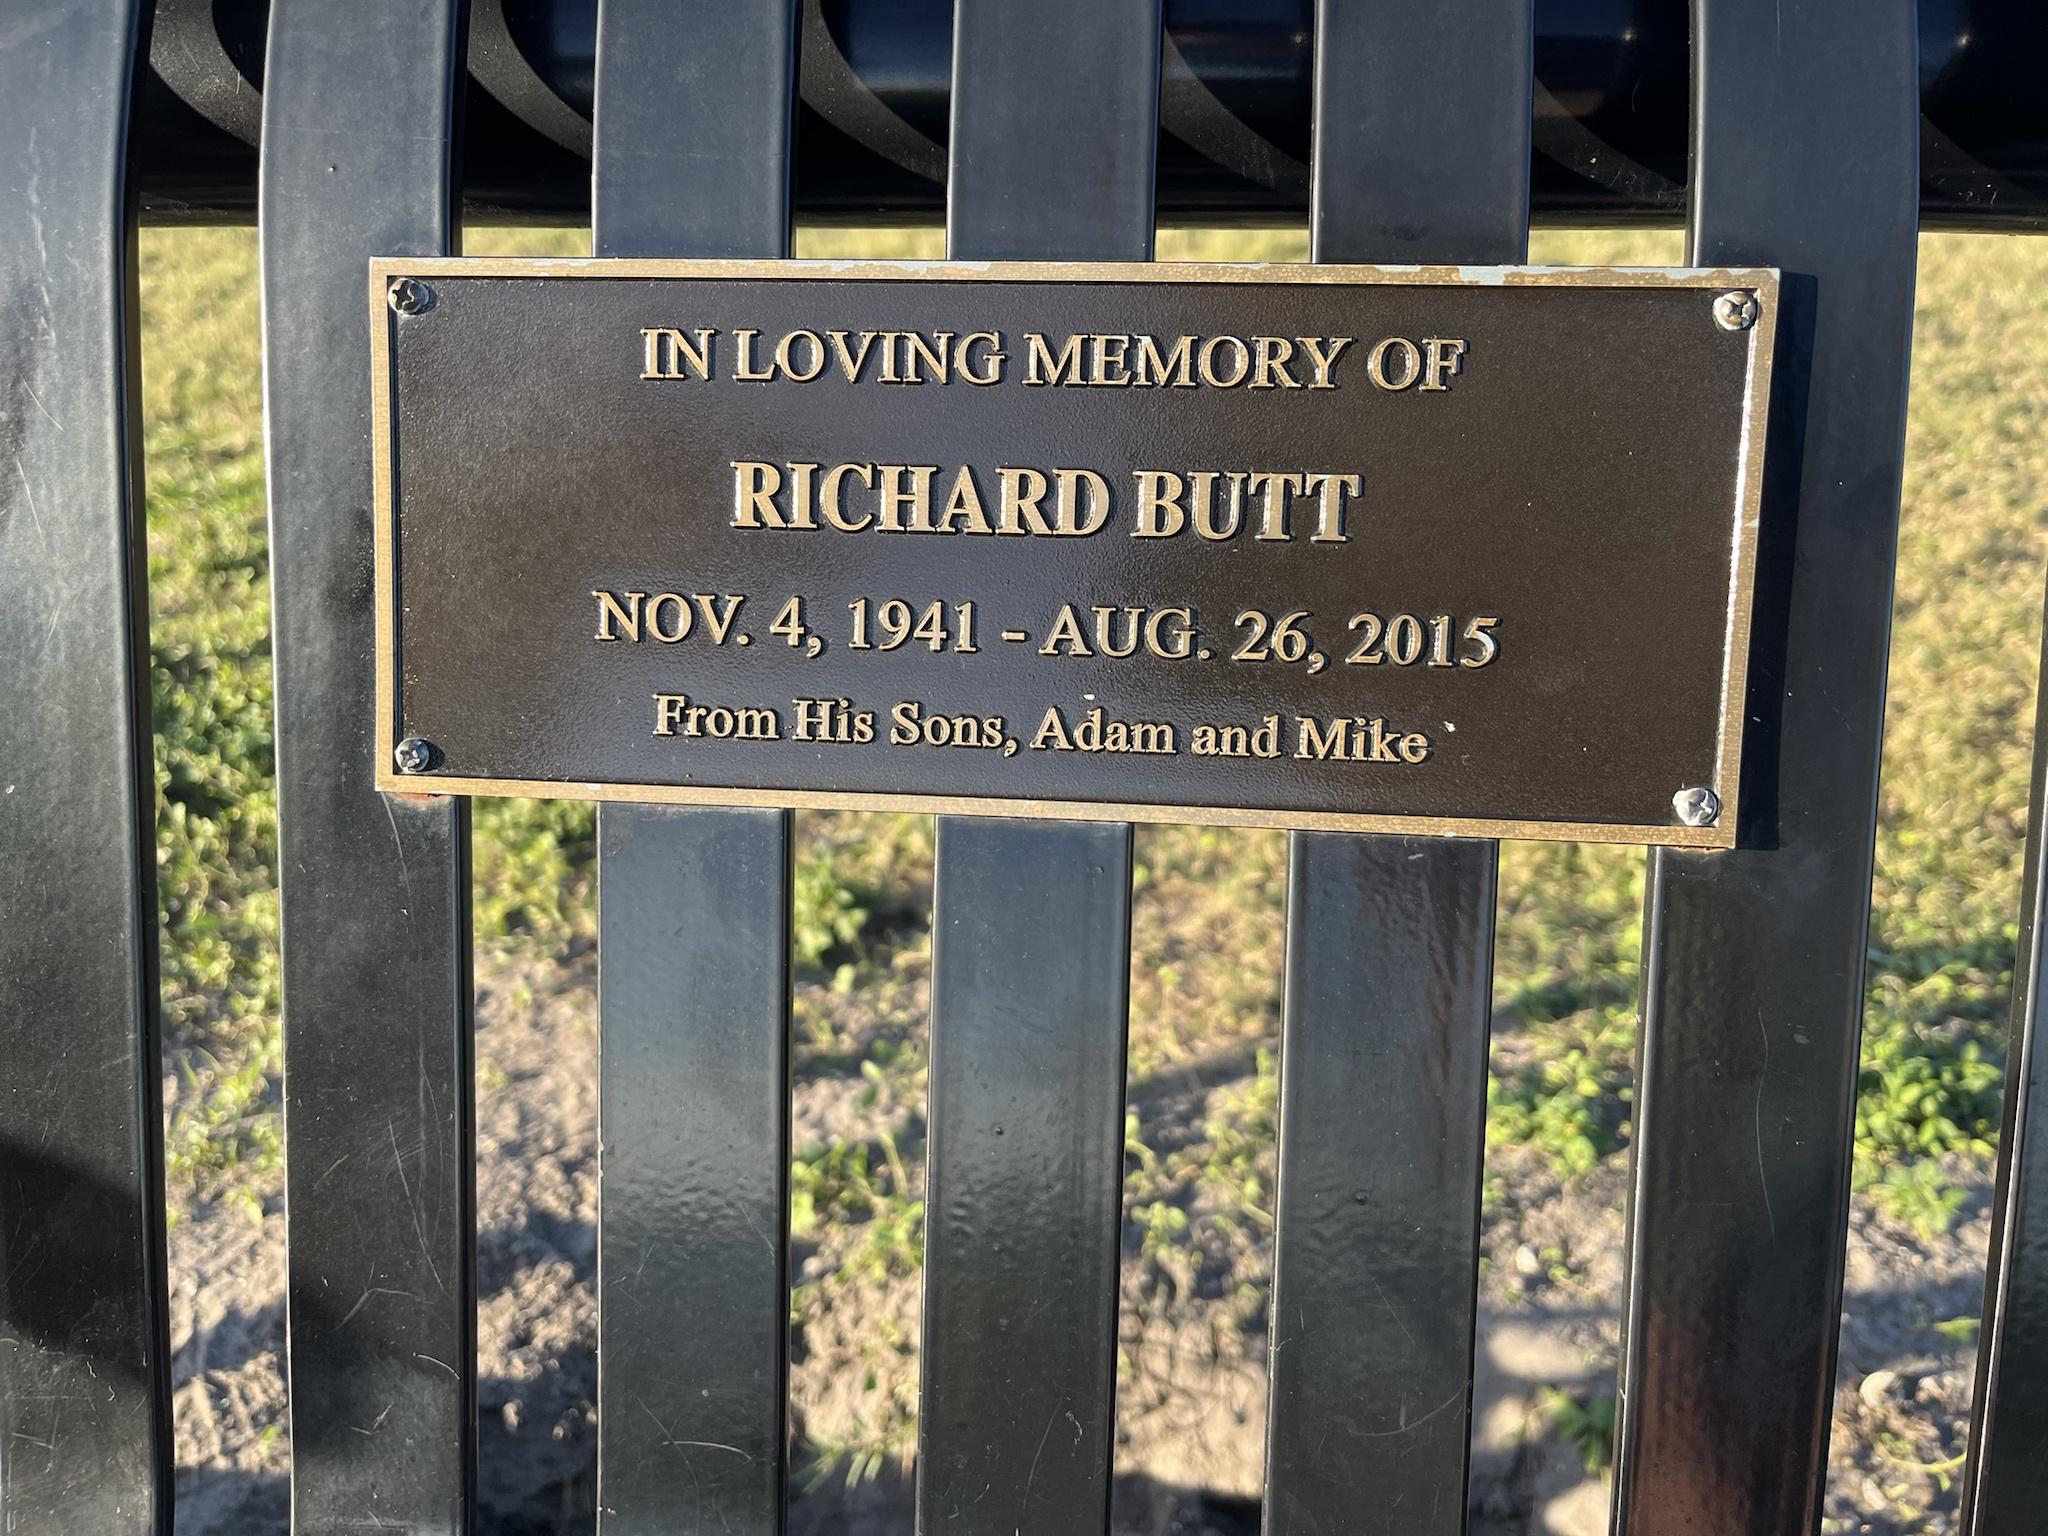 IN LOVING MEMORY OF
RICHARD BUTT
NOV. 4, 1941 - AUG. 26, 2015
From His Sons, Adam and Mike